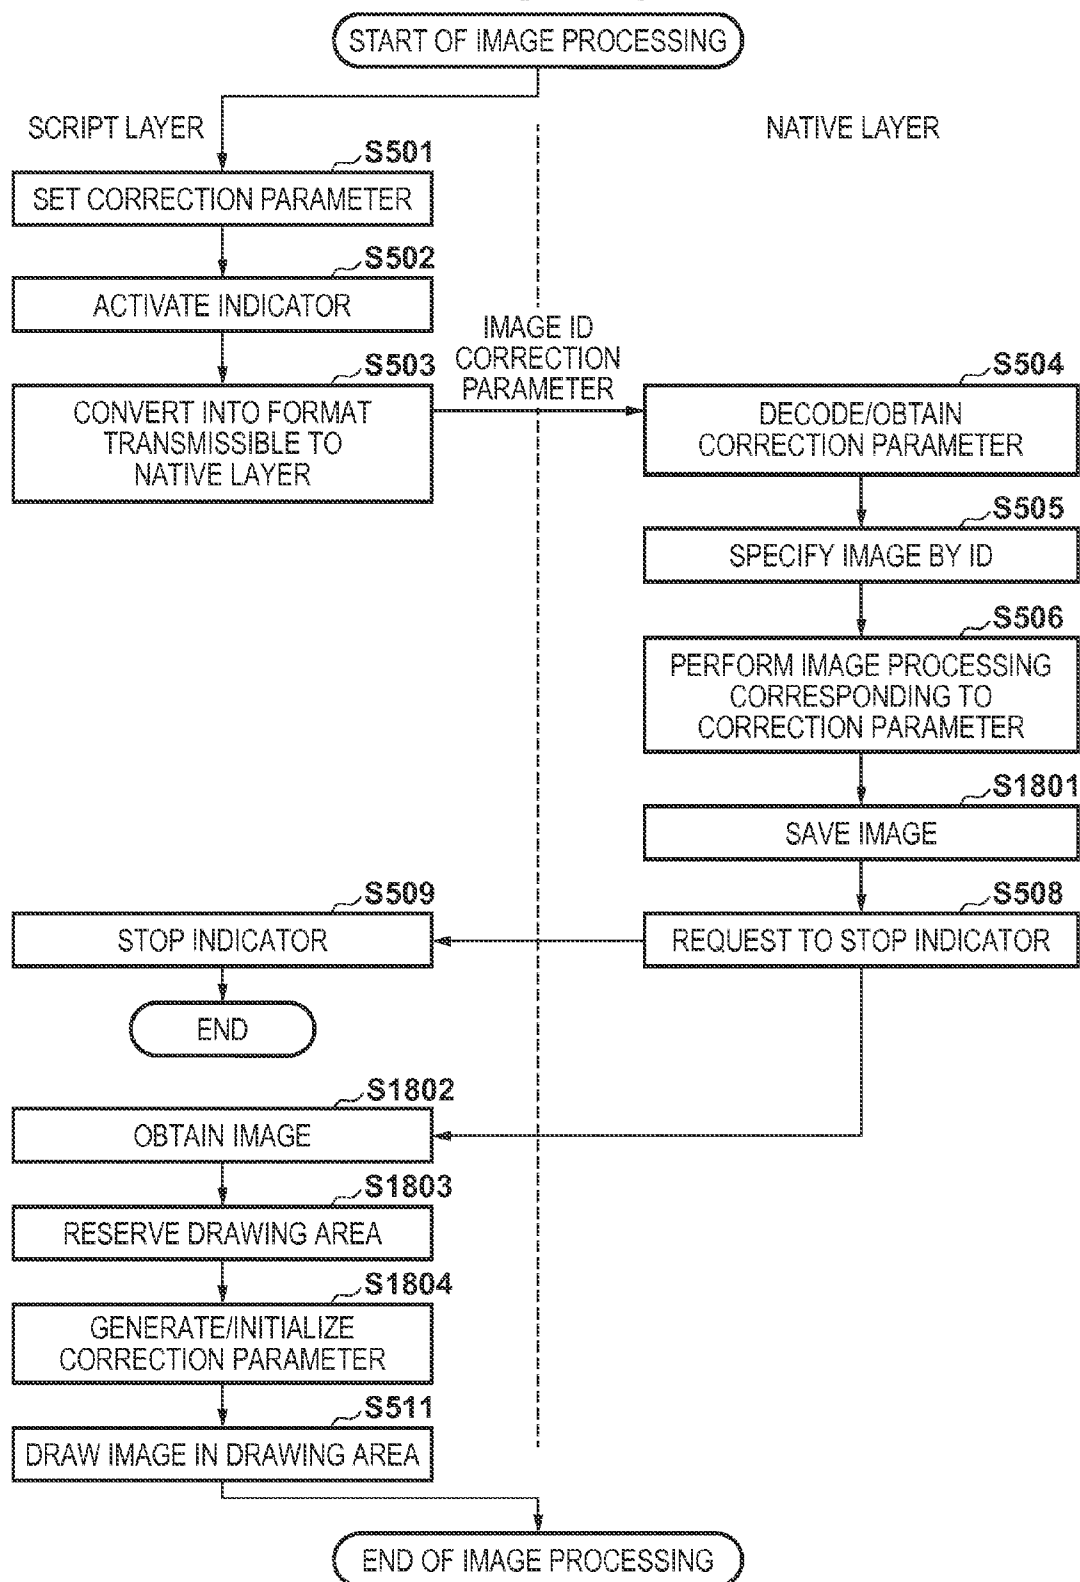 START OF IMAGE PROCESSING
SCRIPT LAYER
NATIVE LAYER
S501
SET CORRECTION PARAMETER
S502
ACTIVATE INDICATOR
S503
CONVERT INTO FORMAT
TRANSMISSIBLE TO
NATIVE LAYER
IMAGE ID
CORRECTION
PARAMETER
S504
DECODE/OBTAIN
CORRECTION PARAMETER
S505
SPECIFY IMAGE BY ID
S506
PERFORM IMAGE PROCESSING
CORRESPONDING TO
CORRECTION PARAMETER
S1801
SAVE IMAGE
S508
REQUEST TO STOP INDICATOR
S509
STOP INDICATOR
END
S1802
OBTAIN IMAGE
S1803
RESERVE DRAWING AREA
S1804
GENERATE/INITIALIZE
CORRECTION PARAMETER
S511
DRAW IMAGE IN DRAWING AREA
END OF IMAGE PROCESSING